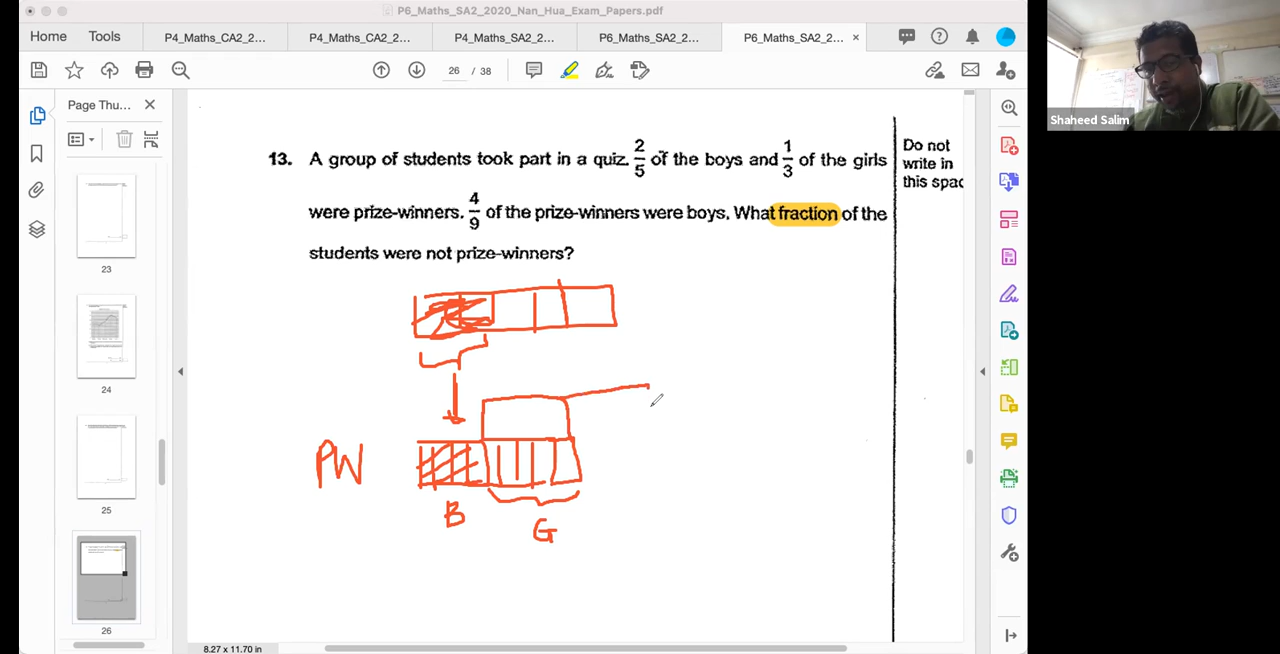 P6_Maths_SA2_2020_Nan_Hua_Exam_Papers.pdf
Home Tools P4_Maths_CA2_2... P4_Maths_CA2_2... P4_Maths_SA2_2... P6_Maths_SA2_2... P6_Maths_SA2_2... ×
26 / 38
Page Thu... ×
23
24
25
26
13. A group of students took part in a quiz. 2/5 of the boys and 1/3 of the girls
were prize-winners. 4/9 of the prize-winners were boys. What fraction of the
students were not prize-winners?
Do not
write in
this spac
PW
B
G
8.27 x 11.70 in
Shaheed Salim